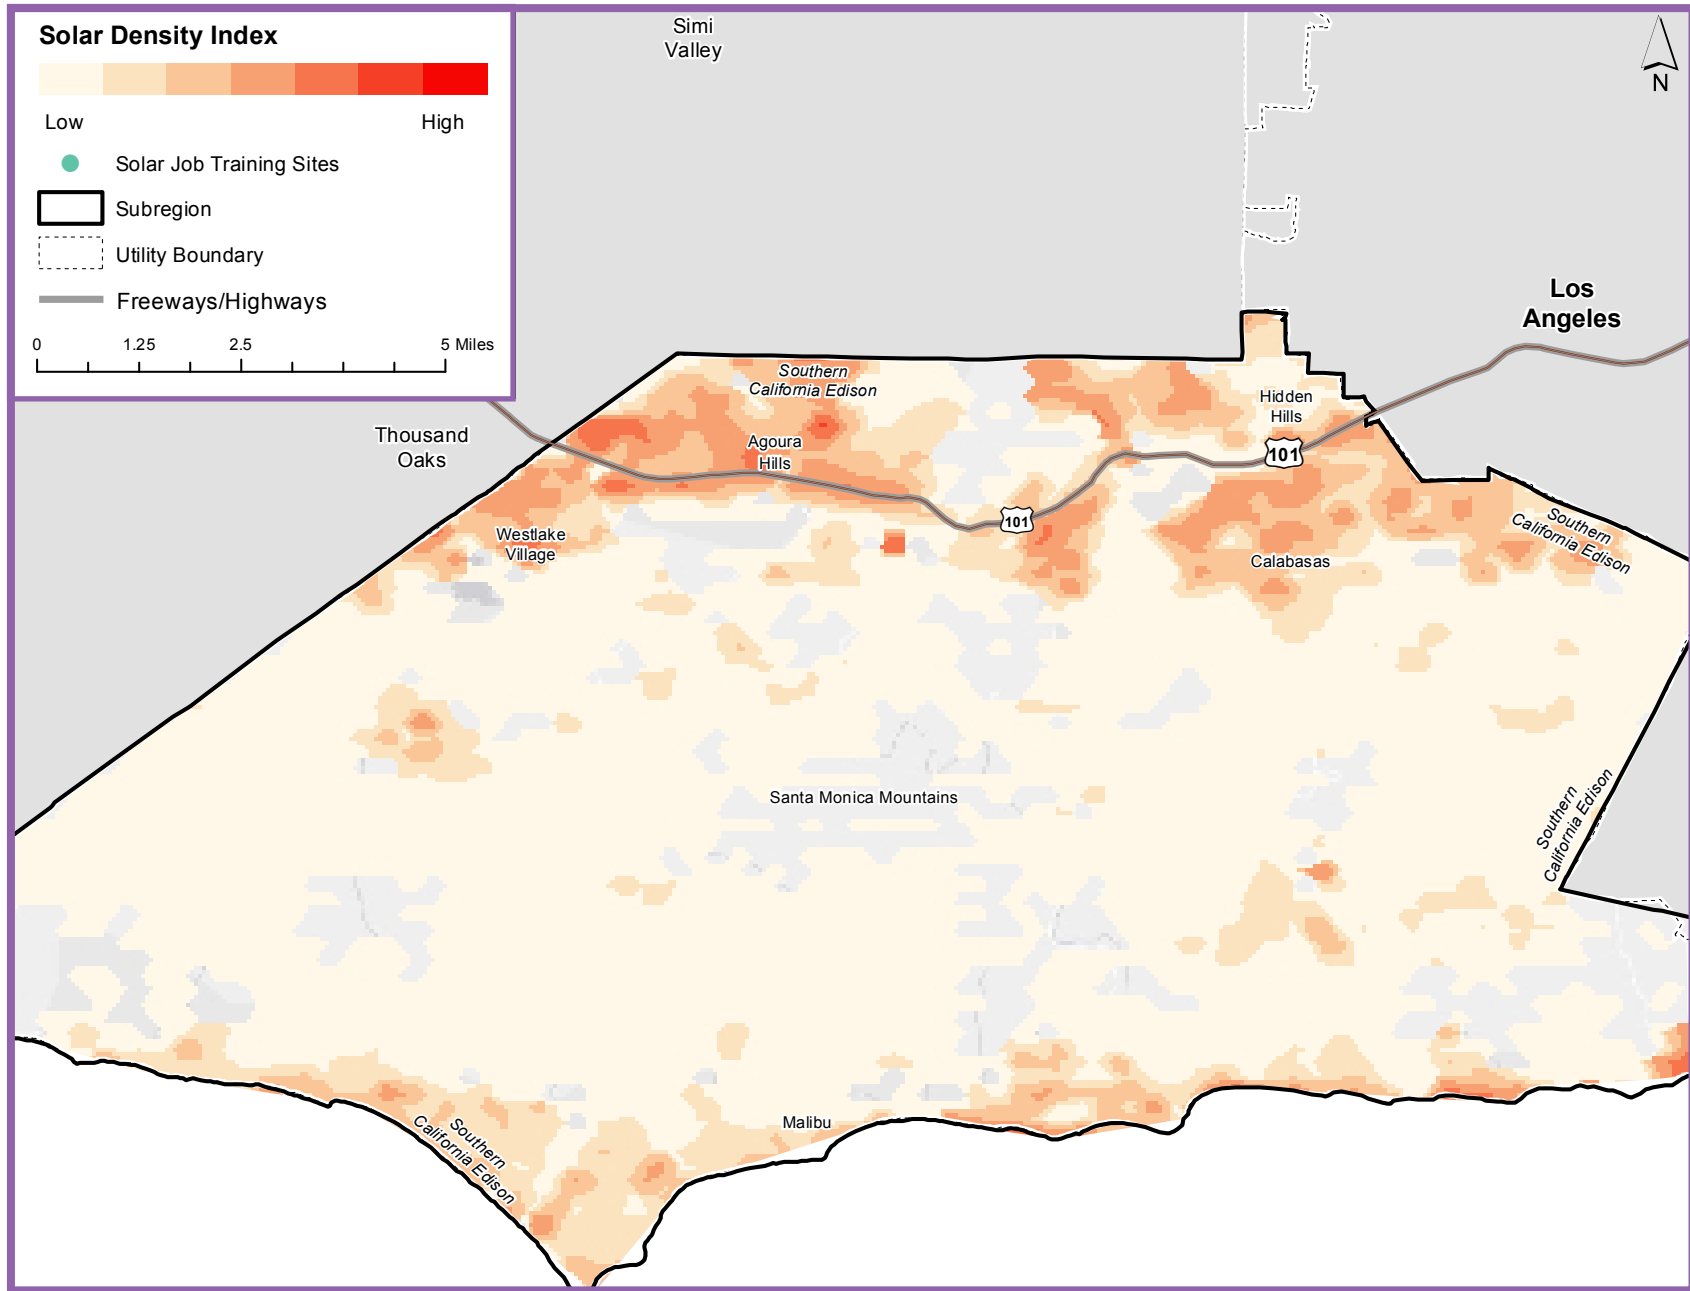 Solar Density Index
Low
High
Solar Job Training Sites
Subregion
Utility Boundary
Freeways/Highways
0
1.25
2.5
5 Miles
Simi
Valley
N
Los
Angeles
Thousand
Oaks
Southern
California Edison
Hidden
Hills
Agoura
Hills
101
101
Westlake
Village
Calabasas
Southern
California Edison
Santa Monica Mountains
Southern
California Edison
Malibu
Southern
California Edison